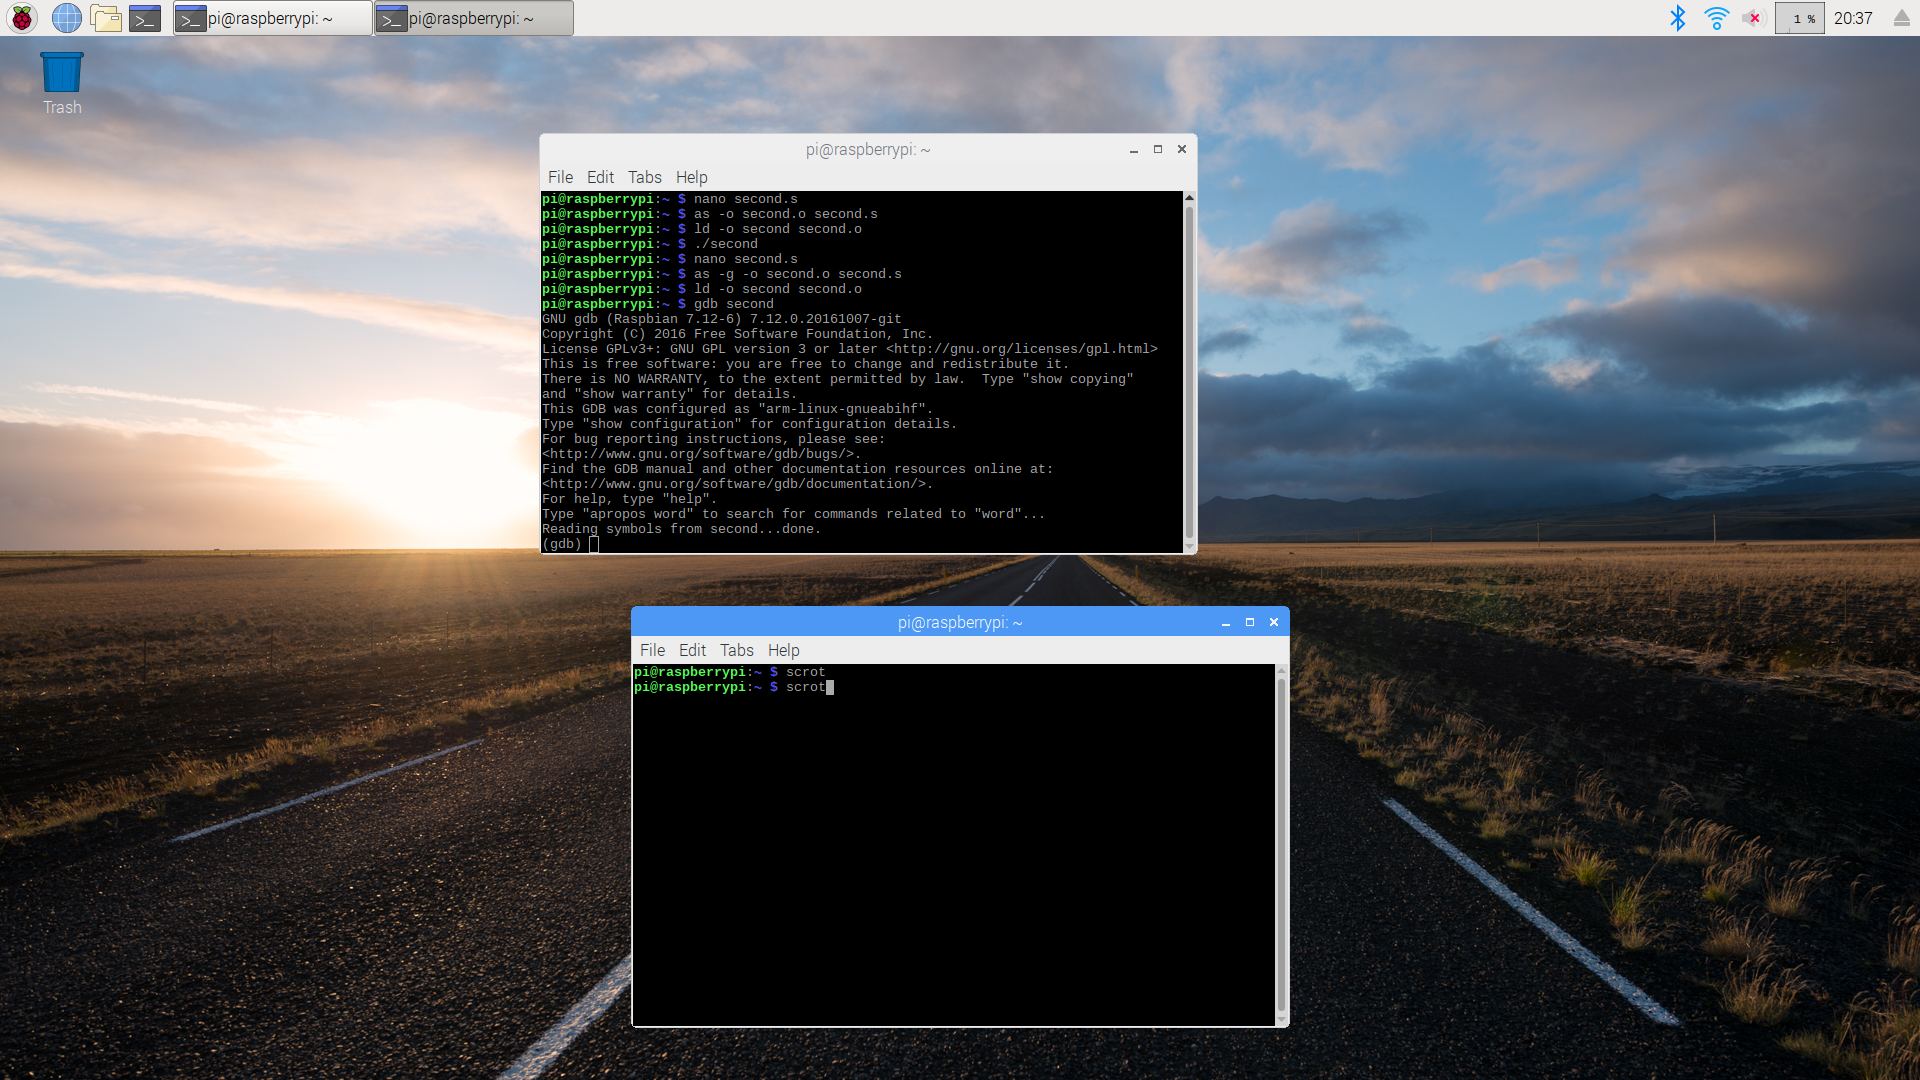 pi@raspberrypi: ~
pi@raspberrypi: ~
1 %
20:37
Trash
pi@raspberrypi: ~
File Edit Tabs Help
pi@raspberrypi:~ $ nano second.s
pi@raspberrypi:~ $ as -o second.o second.s
pi@raspberrypi:~ $ ld -o second second.o
pi@raspberrypi:~ $ ./second
pi@raspberrypi:~ $ nano second.s
pi@raspberrypi:~ $ as -g -o second.o second.s
pi@raspberrypi:~ $ ld -o second second.o
pi@raspberrypi:~ $ gdb second
GNU gdb (Raspbian 7.12-6) 7.12.0.20161007-git
Copyright (C) 2016 Free Software Foundation, Inc.
License GPLv3+: GNU GPL version 3 or later <http://gnu.org/licenses/gpl.html>
This is free software: you are free to change and redistribute it.
There is NO WARRANTY, to the extent permitted by law.  Type "show copying"
and "show warranty" for details.
This GDB was configured as "arm-linux-gnueabihf".
Type "show configuration" for configuration details.
For bug reporting instructions, please see:
<http://www.gnu.org/software/gdb/bugs/>.
Find the GDB manual and other documentation resources online at:
<http://www.gnu.org/software/gdb/documentation/>.
For help, type "help".
Type "apropos word" to search for commands related to "word"...
Reading symbols from second...done.
(gdb)
pi@raspberrypi: ~
File Edit Tabs Help
pi@raspberrypi:~ $ scrot
pi@raspberrypi:~ $ scrot